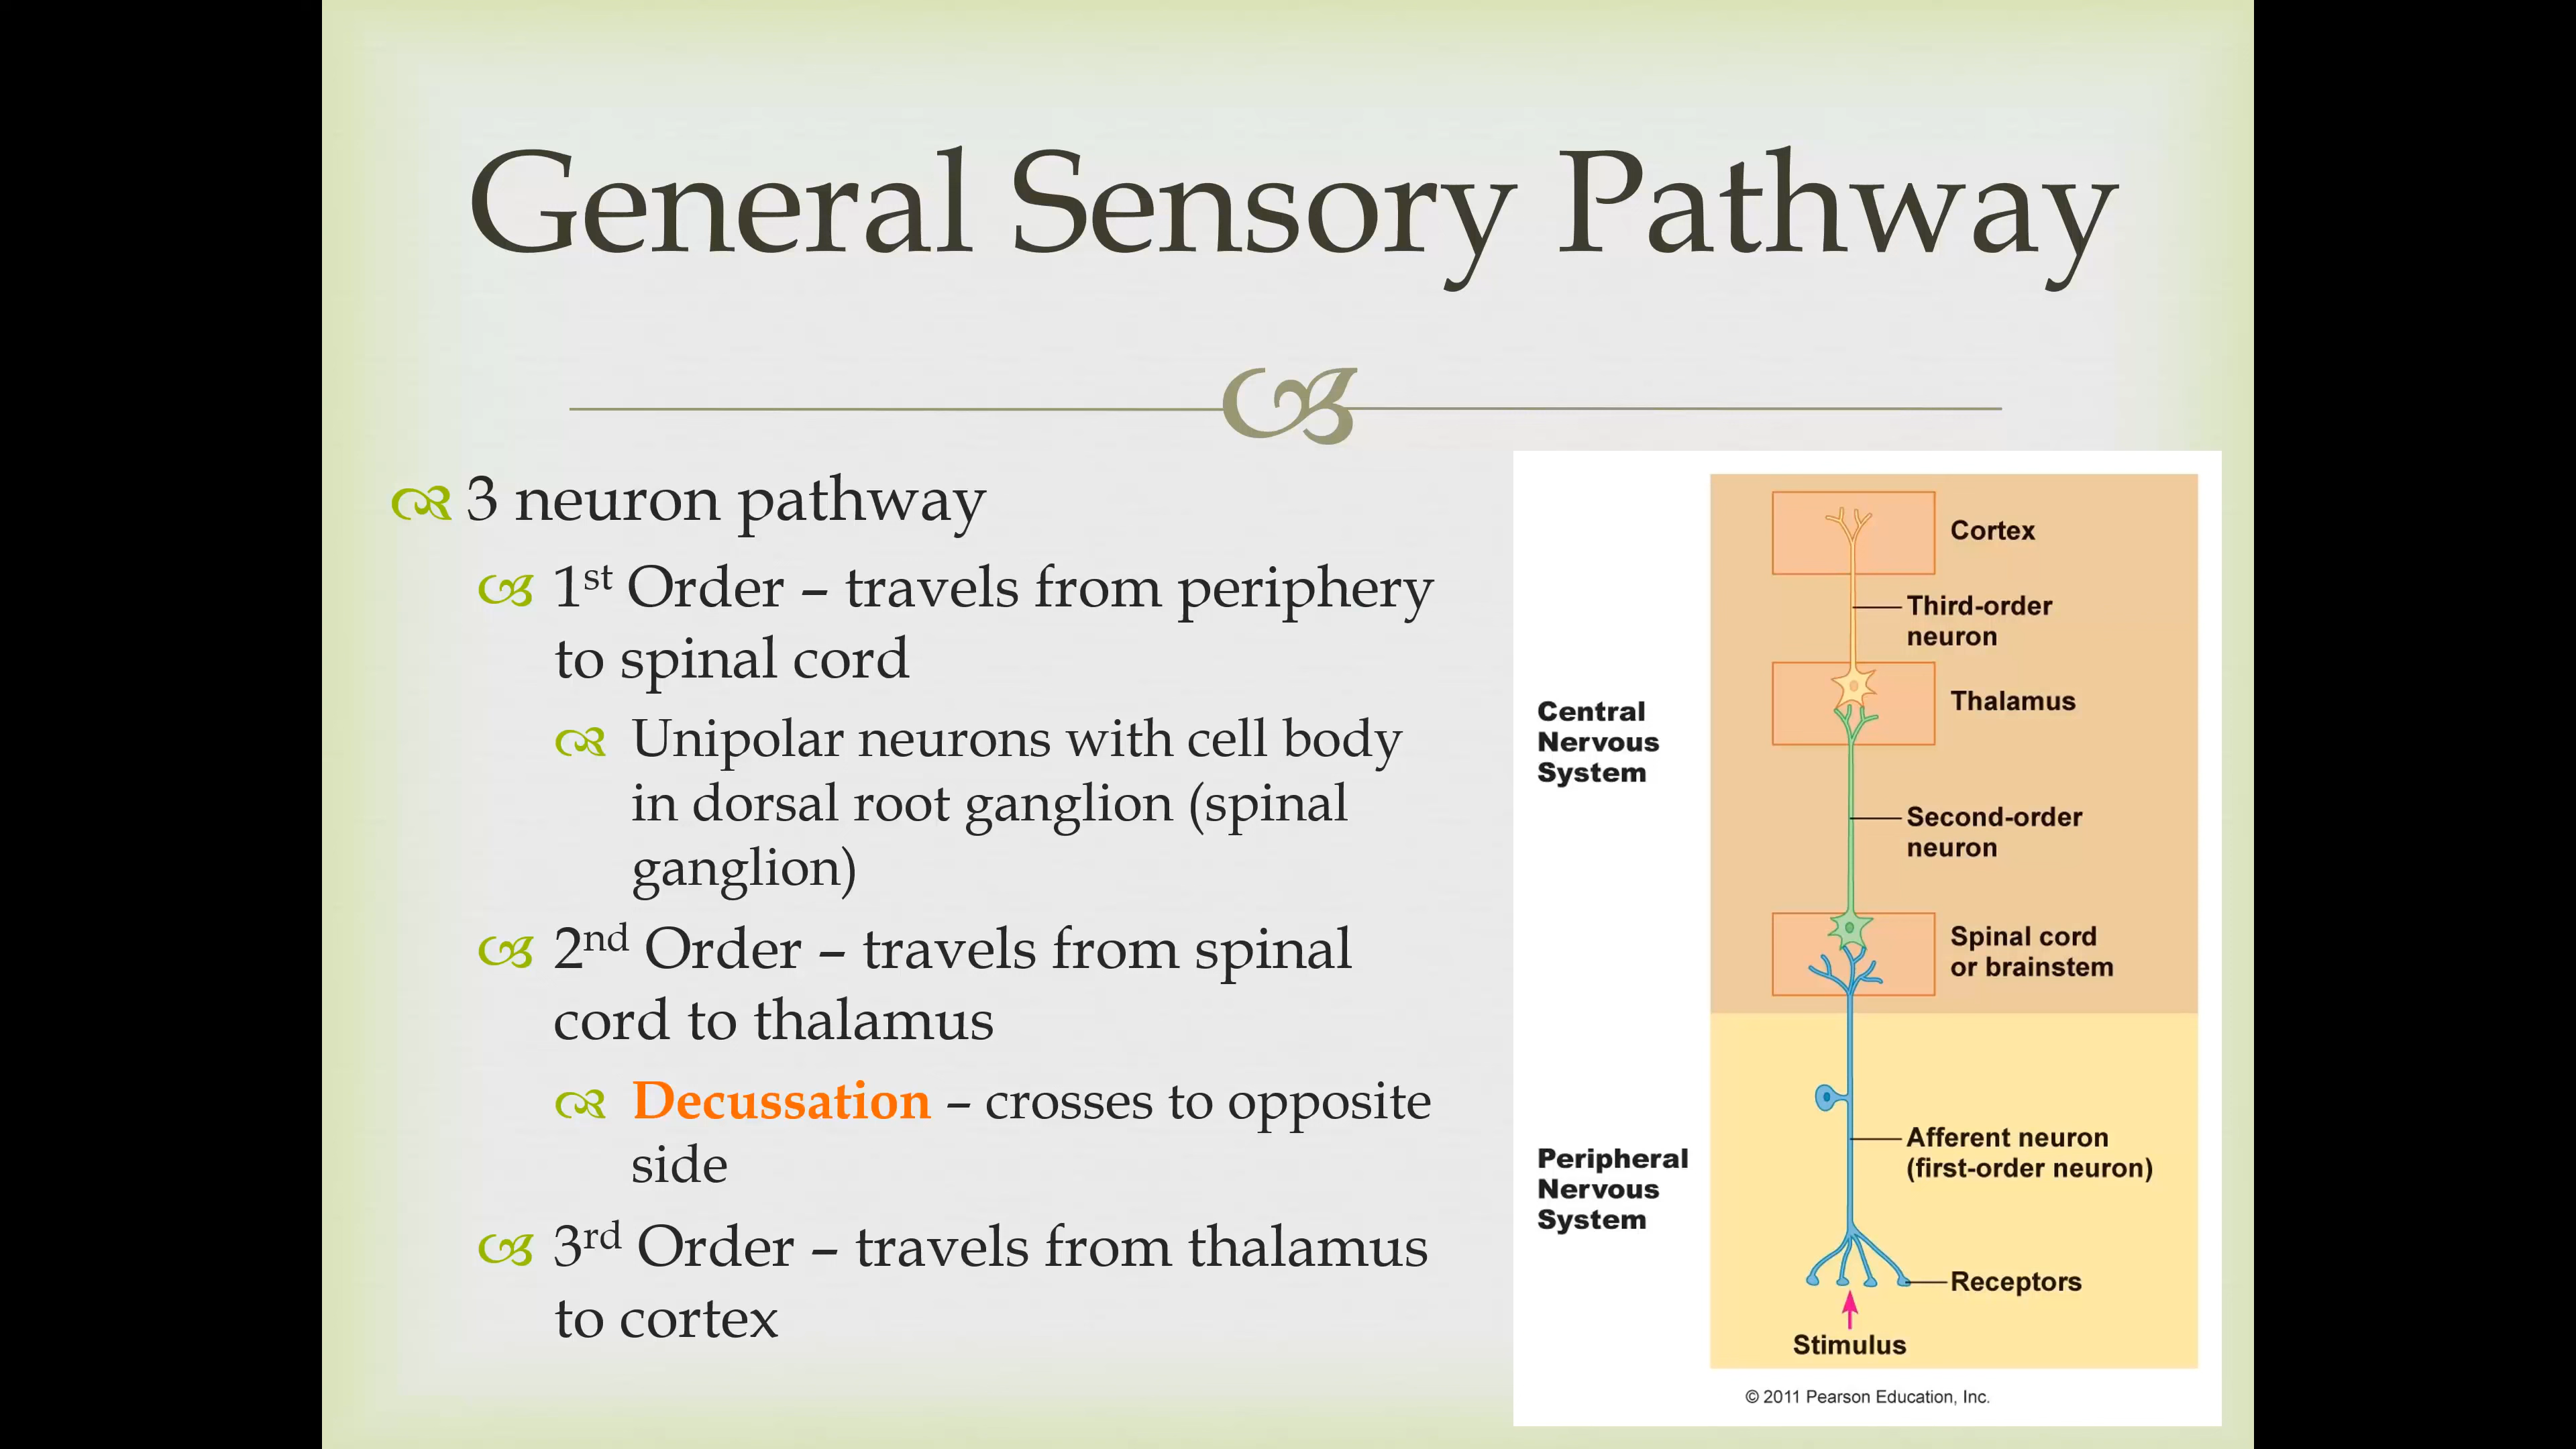 General Sensory Pathway
3 neuron pathway
1st Order – travels from periphery
to spinal cord
Unipolar neurons with cell body
in dorsal root ganglion (spinal
ganglion)
2nd Order – travels from spinal
cord to thalamus
Decussation – crosses to opposite
side
3rd Order – travels from thalamus
to cortex
Cortex
Third-order
neuron
Thalamus
Central
Nervous
System
Second-order
neuron
Spinal cord
or brainstem
Peripheral
Nervous
System
Afferent neuron
(first-order neuron)
Receptors
Stimulus
© 2011 Pearson Education, Inc.